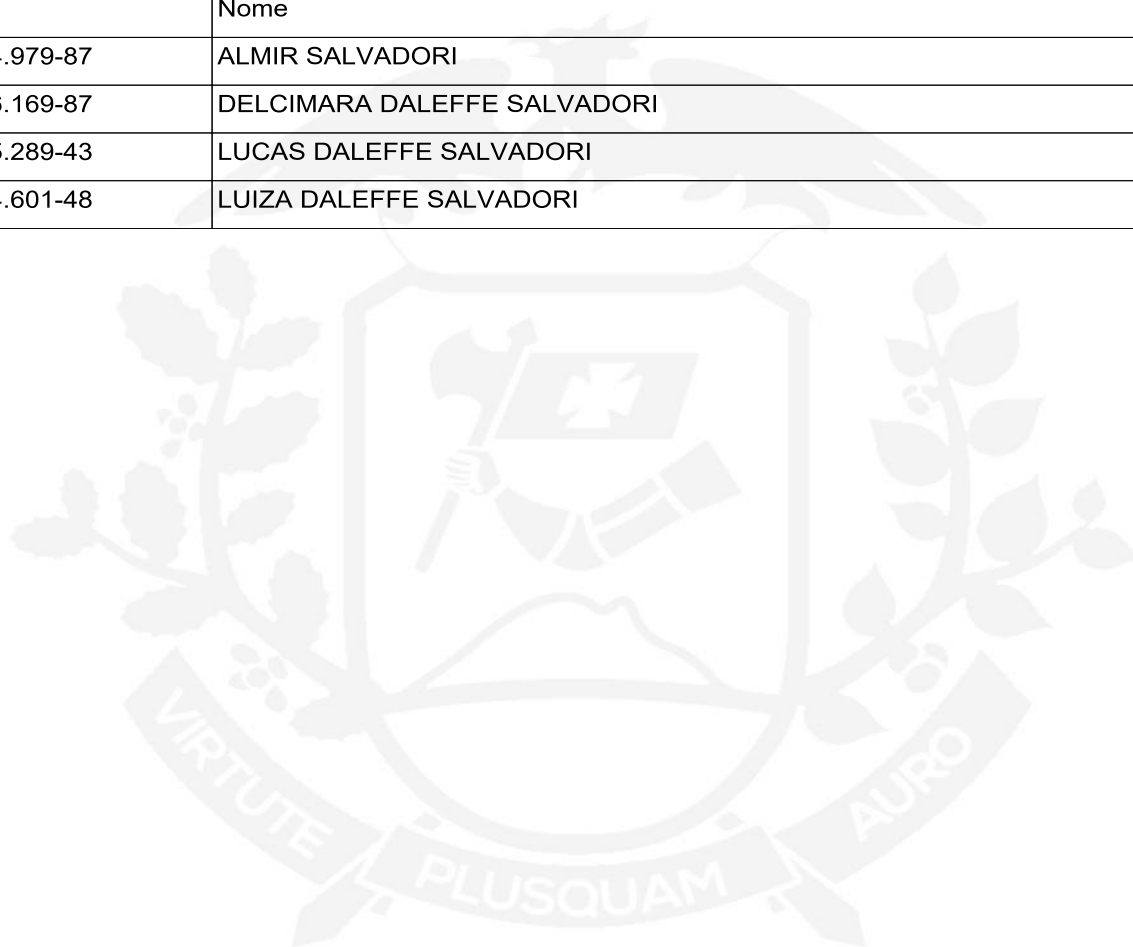 Nome
.979-87 ALMIR SALVADORI
.169-87 DELCIMARA DALEFFE SALVADORI
.289-43 LUCAS DALEFFE SALVADORI
.601-48 LUIZA DALEFFE SALVADORI
VIRTUTE PLUSQUAM AURO